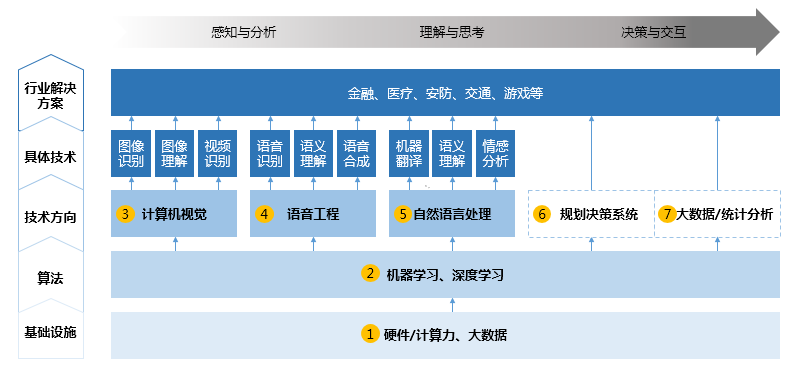 感知与分析 理解与思考 决策与交互
行业解决
方案
金融、医疗、安防、交通、游戏等
具体技术
图像
识别
图像
理解
视频
识别
语音
识别
语义
理解
语音
合成
机器
翻译
语义
理解
情感
分析
技术方向
3 计算机视觉
4 语音工程
5 自然语言处理
6 规划决策系统
7 大数据/统计分析
算法
2 机器学习、深度学习
基础设施
1 硬件/计算力、大数据